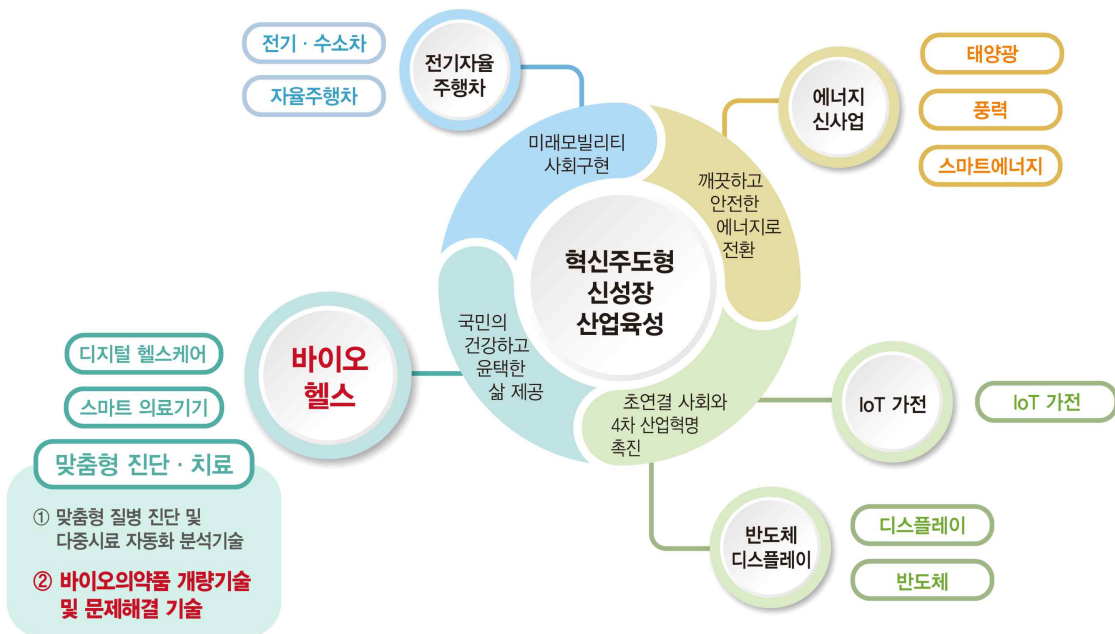 전기 · 수소차
자율주행차
전기자율
주행차
에너지
신사업
태양광
풍력
스마트에너지
미래모빌리티
사회구현
깨끗하고
안전한
에너지로
전환
혁신주도형
신성장
산업육성
국민의
건강하고
윤택한
삶 제공
초연결 사회와
4차 산업혁명
촉진
바이오
헬스
디지털 헬스케어
스마트 의료기기
맞춤형 진단 · 치료
① 맞춤형 질병 진단 및
다중시료 자동화 분석기술
② 바이오의약품 개량기술
및 문제해결 기술
IoT 가전
IoT 가전
반도체
디스플레이
디스플레이
반도체